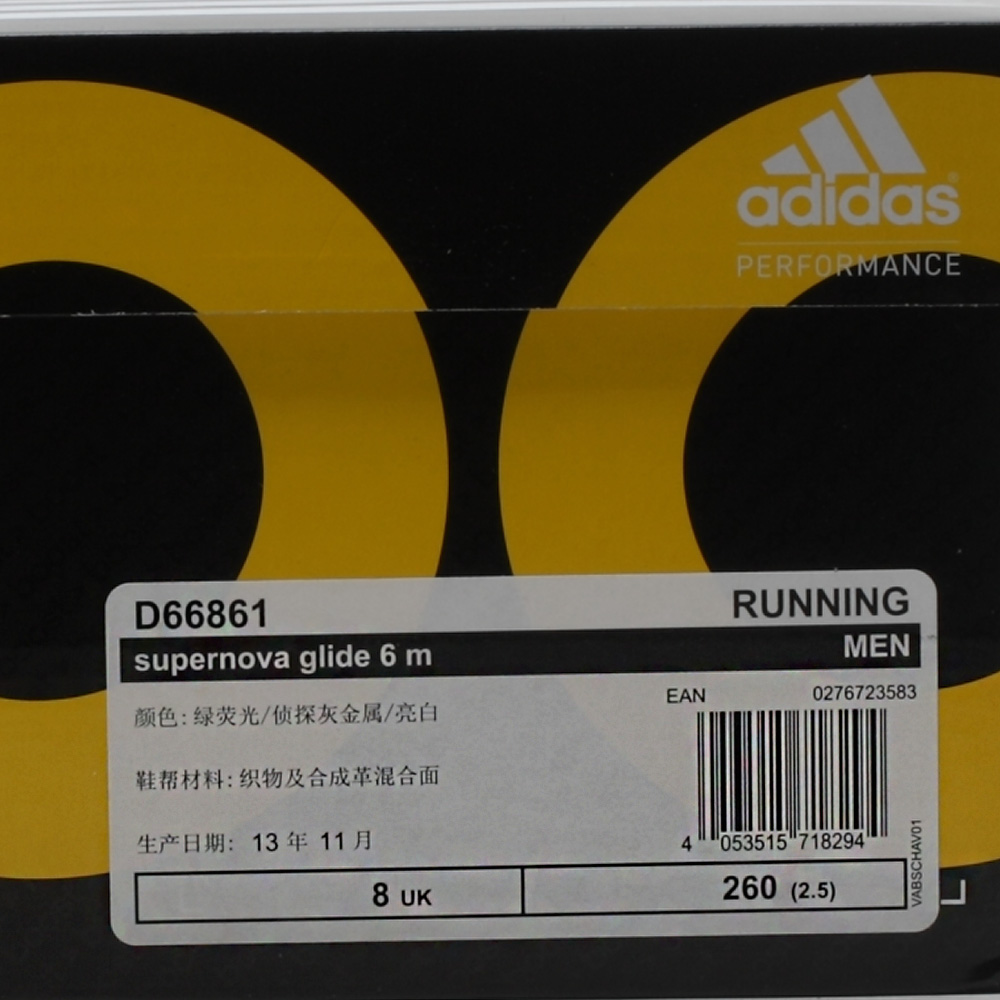 adidas®
PERFORMANCE
D66861
RUNNING
supernova glide 6 m
MEN
EAN
0276723583
颜色: 绿荧光/侦探灰金属/亮白
鞋帮材料: 织物及合成革混合面
生产日期: 13 年 11 月
4 053515 718294
VABSCHAV01
8 UK
260 (2.5)